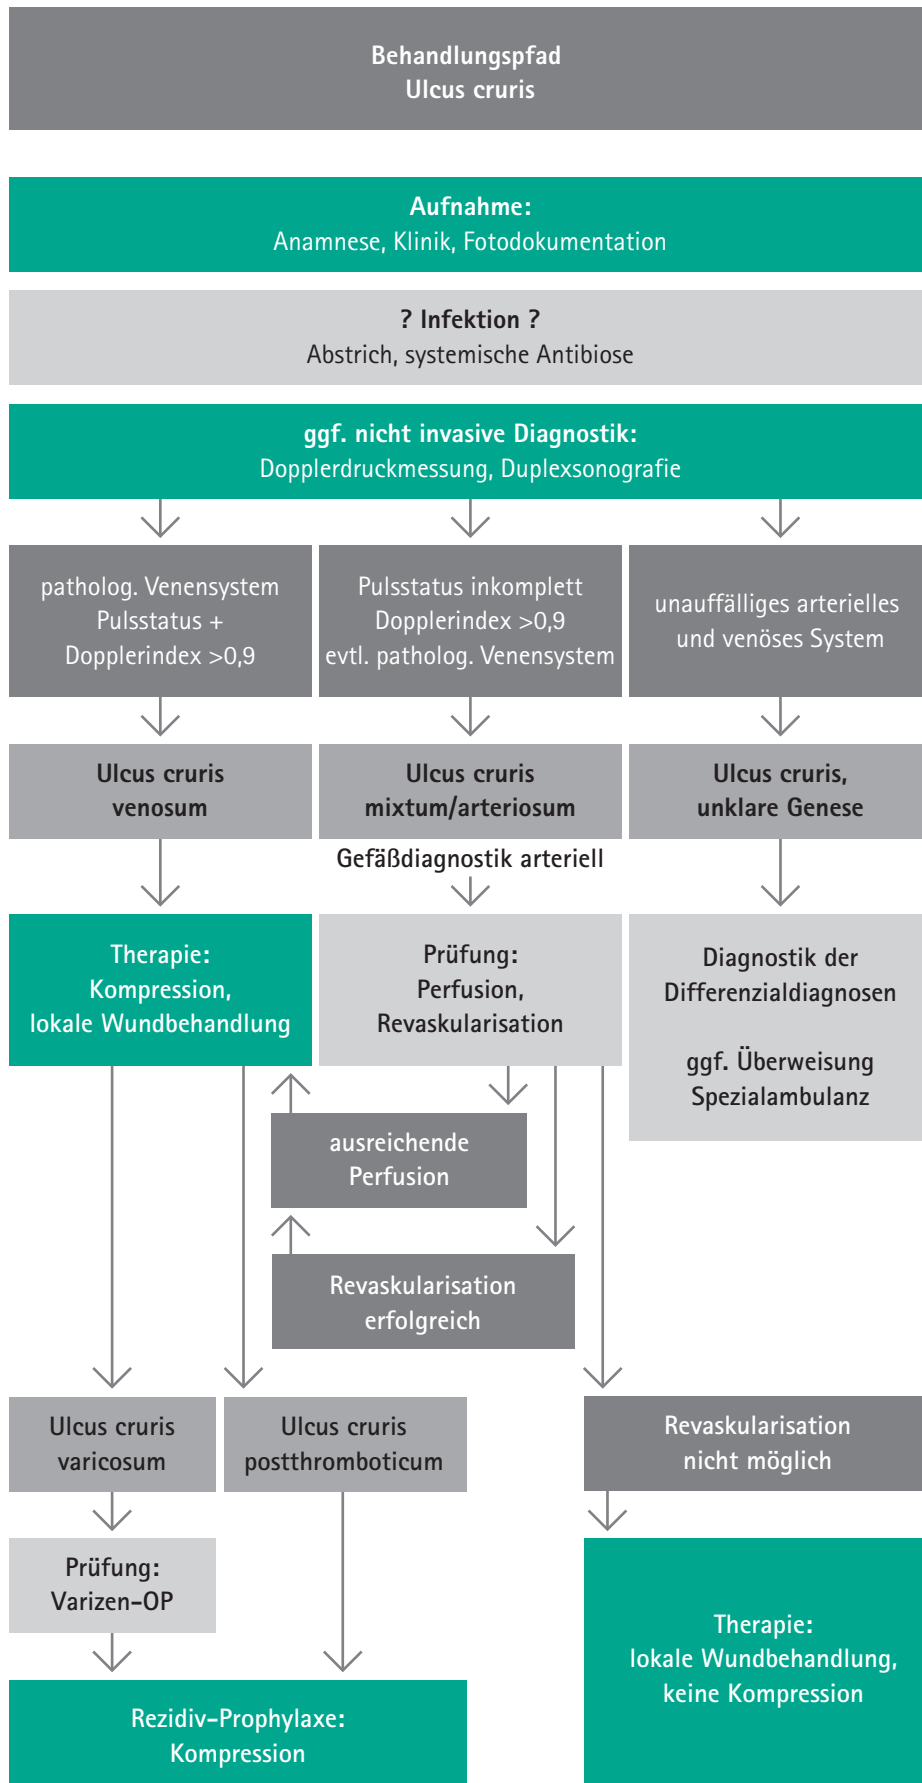 Behandlungspfad
Ulcus cruris
Aufnahme:
Anamnese, Klinik, Fotodokumentation
? Infektion ?
Abstrich, systemische Antibiose
ggf. nicht invasive Diagnostik:
Dopplerdruckmessung, Duplexsonografie
patholog. Venensystem
Pulsstatus +
Dopplerindex >0,9
Pulsstatus inkomplett
Dopplerindex >0,9
evtl. patholog. Venensystem
unauffälliges arterielles
und venöses System
Ulcus cruris
venosum
Ulcus cruris
mixtum/arteriosum
Ulcus cruris,
unklare Genese
Gefäßdiagnostik arteriell
Therapie:
Kompression,
lokale Wundbehandlung
Prüfung:
Perfusion,
Revaskularisation
Diagnostik der
Differenzialdiagnosen
ggf. Überweisung
Spezialambulanz
ausreichende
Perfusion
Revaskularisation
erfolgreich
Ulcus cruris
varicosum
Ulcus cruris
postthromboticum
Revaskularisation
nicht möglich
Prüfung:
Varizen-OP
Therapie:
lokale Wundbehandlung,
keine Kompression
Rezidiv-Prophylaxe:
Kompression